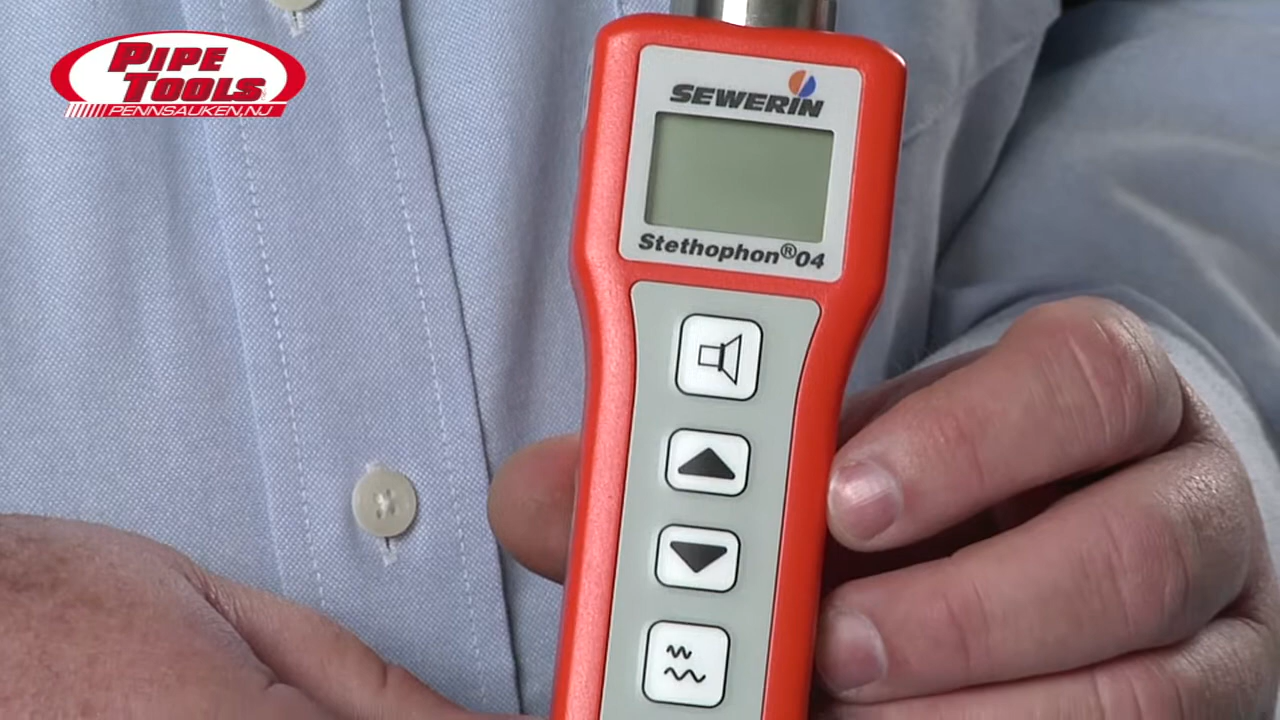 PIPE
TOOLS
PENNSAUKEN,NJ
SEWERIN
Stethophon®04